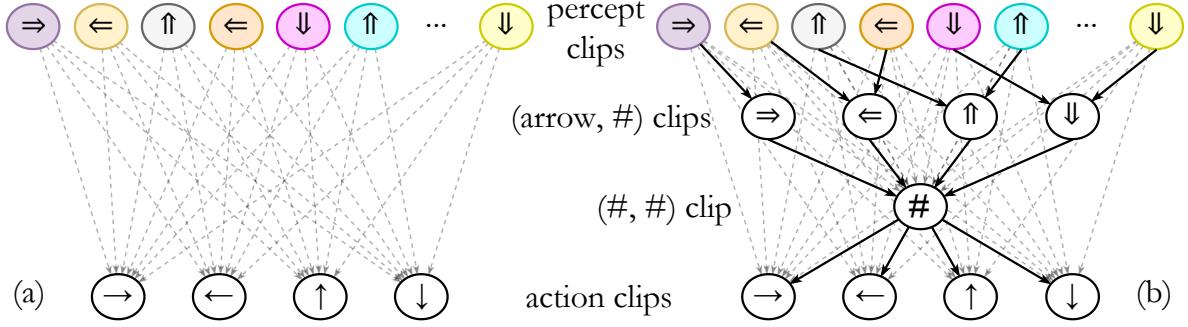 ⇒ ⇐ ⇑ ⇐ ⇓ ⇑ ... ⇓ percept clips ⇒ ⇐ ⇑ ⇐ ⇓ ⇑ ... ⇓
(arrow, #) clips ⇒ ⇐ ⇑ ⇓
(#, #) clip #
(a) → ← ↑ ↓ action clips → ← ↑ ↓ (b)